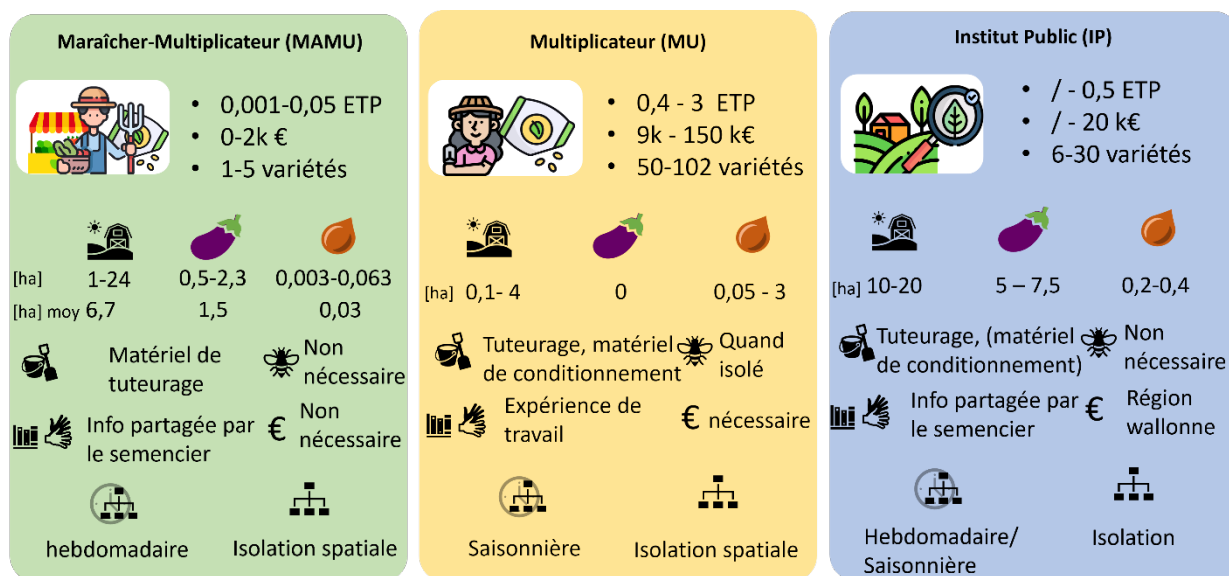 Maraîcher-Multiplicateur (MAMU)
• 0,001-0,05 ETP
• 0-2k €
• 1-5 variétés
[ha] 1-24 0,5-2,3 0,003-0,063
[ha] moy 6,7 1,5 0,03
Matériel de
tuteurage
Non
nécessaire
Info partagée par
le semencier
€ Non
nécessaire
hebdomadaire
Isolation spatiale
Multiplicateur (MU)
• 0,4 - 3 ETP
• 9k - 150 k€
• 50-102 variétés
[ha] 0,1- 4 0 0,05 - 3
Tuteurage, matériel
de conditionnement
Quand
isolé
Expérience de
travail
€ nécessaire
Saisonnière
Isolation spatiale
Institut Public (IP)
• / - 0,5 ETP
• / - 20 k€
• 6-30 variétés
[ha] 10-20 5 – 7,5 0,2-0,4
Tuteurage, (matériel
de conditionnement)
Non
nécessaire
Info partagée par
le semencier
€ Région
wallonne
Hebdomadaire/
Saisonnière
Isolation